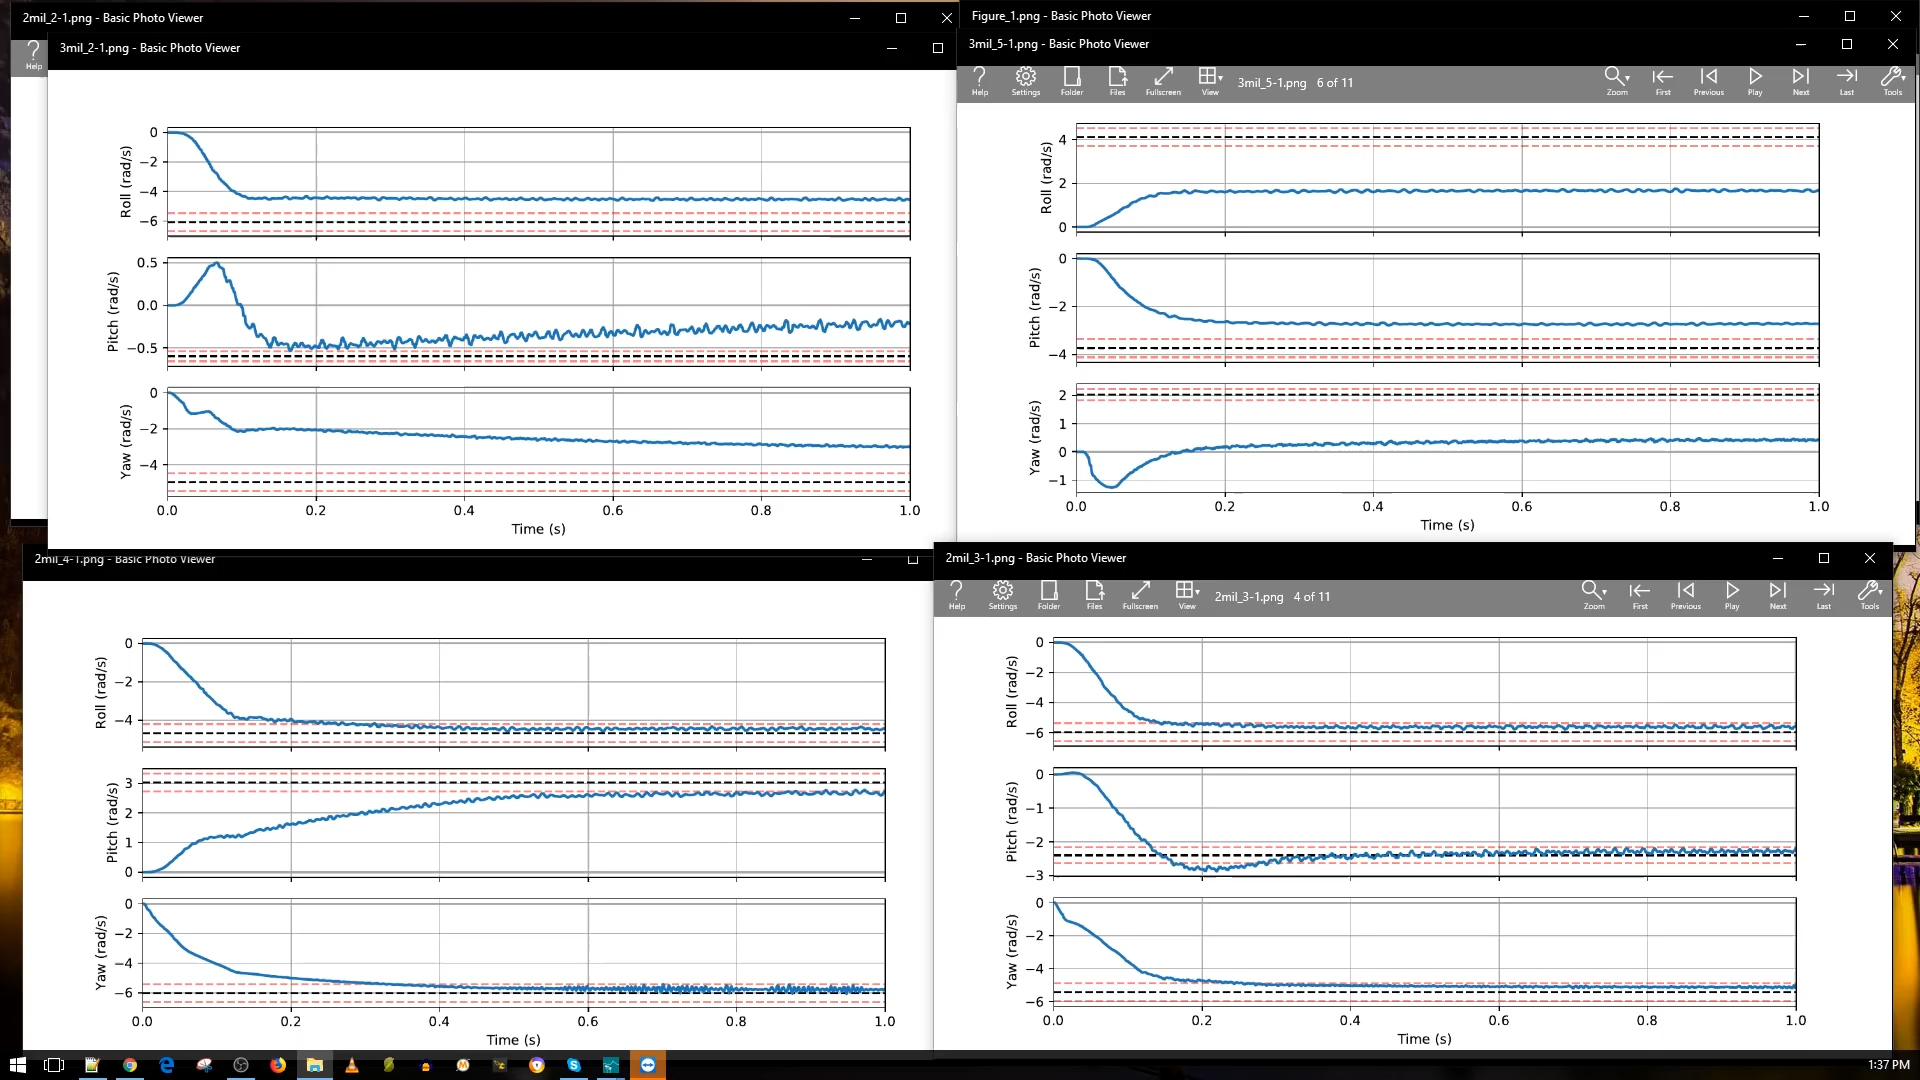 2mil_2-1.png - Basic Photo Viewer
Help
3mil_2-1.png - Basic Photo Viewer
0
−2
−4
−6
Roll (rad/s)
0.5
0.0
−0.5
Pitch (rad/s)
0
−2
−4
Yaw (rad/s)
0.0 0.2 0.4 0.6 0.8 1.0
Time (s)
Figure_1.png - Basic Photo Viewer
3mil_5-1.png - Basic Photo Viewer
Help Settings Folder Files Fullscreen View 3mil_5-1.png 6 of 11 Zoom First Previous Play Next Last Tools
4
2
0
Roll (rad/s)
0
−2
−4
Pitch (rad/s)
2
1
0
−1
Yaw (rad/s)
0.0 0.2 0.4 0.6 0.8 1.0
Time (s)
2mil_4-1.png - Basic Photo Viewer
0
−2
−4
Roll (rad/s)
3
2
1
0
Pitch (rad/s)
0
−2
−4
−6
Yaw (rad/s)
0.0 0.2 0.4 0.6 0.8 1.0
Time (s)
2mil_3-1.png - Basic Photo Viewer
Help Settings Folder Files Fullscreen View 2mil_3-1.png 4 of 11 Zoom First Previous Play Next Last Tools
0
−2
−4
−6
Roll (rad/s)
0
−1
−2
−3
Pitch (rad/s)
0
−2
−4
−6
Yaw (rad/s)
0.0 0.2 0.4 0.6 0.8 1.0
Time (s)
1:37 PM